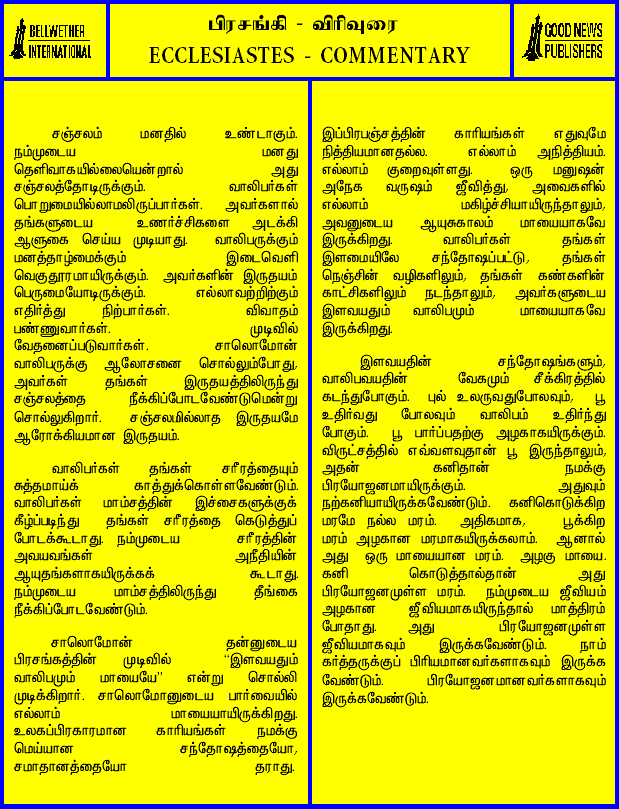 BELLWETHER
INTERNATIONAL
பிரசங்கி - விரிவுரை
ECCLESIASTES - COMMENTARY
GOOD NEWS
PUBLISHERS
சஞ்சலம் மனதில் உண்டாகும்.
நம்முடைய மனது
தெளிவாகயில்லையென்றால் அது
சஞ்சலத்தோடிருக்கும். வாலிபர்கள்
பொறுமையில்லாமலிருப்பார்கள். அவர்களால்
தங்களுடைய உணர்ச்சிகளை அடக்கி
ஆளுகை செய்ய முடியாது. வாலிபருக்கும்
மனத்தாழ்மைக்கும் இடைவெளி
வெகுதூரமாயிருக்கும். அவர்களின் இருதயம்
பெருமையோடிருக்கும். எல்லாவற்றிற்கும்
எதிர்த்து நிற்பார்கள். விவாதம்
பண்ணுவார்கள். முடிவில்
வேதனைப்படுவார்கள். சாலொமோன்
வாலிபருக்கு ஆலோசனை சொல்லும்போது,
அவர்கள் தங்கள் இருதயத்திலிருந்து
சஞ்சலத்தை நீக்கிப்போடவேண்டுமென்று
சொல்லுகிறார். சஞ்சலமில்லாத இருதயமே
ஆரோக்கியமான இருதயம்.
வாலிபர்கள் தங்கள் சரீரத்தையும்
சுத்தமாய்க் காத்துக்கொள்ளவேண்டும்.
வாலிபர்கள் மாம்சத்தின் இச்சைகளுக்குக்
கீழ்ப்படிந்து தங்கள் சரீரத்தை கெடுத்துப்
போடக்கூடாது. நம்முடைய சரீரத்தின்
அவயவங்கள் அநீதியின்
ஆயுதங்களாகயிருக்கக் கூடாது.
நம்முடைய மாம்சத்திலிருந்து தீங்கை
நீக்கிப்போடவேண்டும்.
சாலொமோன் தன்னுடைய
பிரசங்கத்தின் முடிவில் “இளவயதும்
வாலிபமும் மாயையே” என்று சொல்லி
முடிக்கிறார். சாலொமோனுடைய பார்வையில்
எல்லாம் மாயையாயிருக்கிறது.
உலகப்பிரகாரமான காரியங்கள் நமக்கு
மெய்யான சந்தோஷத்தையோ,
சமாதானத்தையோ தராது.
இப்பிரபஞ்சத்தின் காரியங்கள் எதுவுமே
நித்தியமானதல்ல. எல்லாம் அநித்தியம்.
எல்லாம் குறைவுள்ளது. ஒரு மனுஷன்
அநேக வருஷம் ஜீவித்து, அவைகளில்
எல்லாம் மகிழ்ச்சியாயிருந்தாலும்,
அவனுடைய ஆயுசுகாலம் மாயையாகவே
இருக்கிறது. வாலிபர்கள் தங்கள்
இளமையிலே சந்தோஷப்பட்டு, தங்கள்
நெஞ்சின் வழிகளிலும், தங்கள் கண்களின்
காட்சிகளிலும் நடந்தாலும், அவர்களுடைய
இளவயதும் வாலிபமும் மாயையாகவே
இருக்கிறது.
இளவயதின் சந்தோஷங்களும்,
வாலிபவயதின் வேகமும் சீக்கிரத்தில்
கடந்துபோகும். புல் உலருவதுபோலவும், பூ
உதிர்வது போலவும் வாலிபம் உதிர்ந்து
போகும். பூ பார்ப்பதற்கு அழகாகயிருக்கும்.
விருட்சத்தில் எவ்வளவுதான் பூ இருந்தாலும்,
அதன் கனிதான் நமக்கு
பிரயோஜனமாயிருக்கும். அதுவும்
நற்கனியாயிருக்கவேண்டும். கனிகொடுக்கிற
மரமே நல்ல மரம். அதிகமாக, பூக்கிற
மரம் அழகான மரமாகயிருக்கலாம். ஆனால்
அது ஒரு மாயையான மரம். அழகு மாயை.
கனி கொடுத்தால்தான் அது
பிரயோஜனமுள்ள மரம். நம்முடைய ஜீவியம்
அழகான ஜீவியமாகயிருந்தால் மாத்திரம்
போதாது. அது பிரயோஜனமுள்ள
ஜீவியமாகவும் இருக்கவேண்டும். நாம்
கர்த்தருக்குப் பிரியமானவர்களாகவும் இருக்க
வேண்டும். பிரயோஜனமானவர்களாகவும்
இருக்கவேண்டும்.